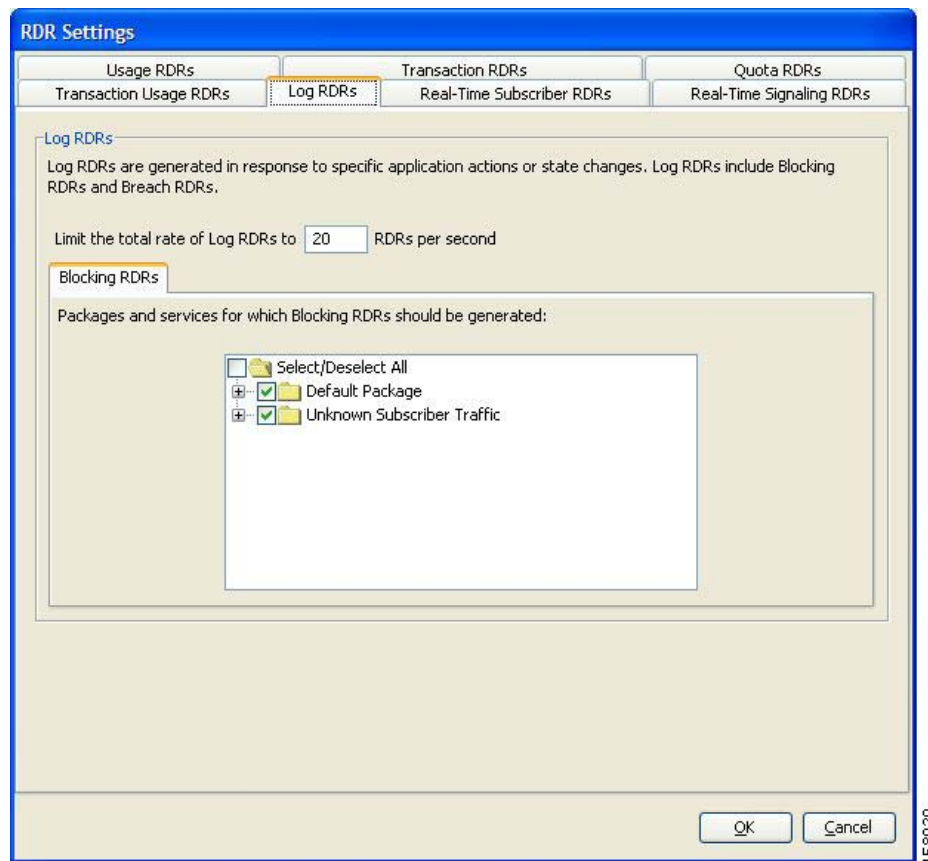 RDR Settings
Usage RDRs
Transaction RDRs
Quota RDRs
Transaction Usage RDRs
Log RDRs
Real-Time Subscriber RDRs
Real-Time Signaling RDRs
Log RDRs
Log RDRs are generated in response to specific application actions or state changes. Log RDRs include Blocking
RDRs and Breach RDRs.
Limit the total rate of Log RDRs to 20 RDRs per second
Blocking RDRs
Packages and services for which Blocking RDRs should be generated:
Select/Deselect All
Default Package
Unknown Subscriber Traffic
OK
Cancel